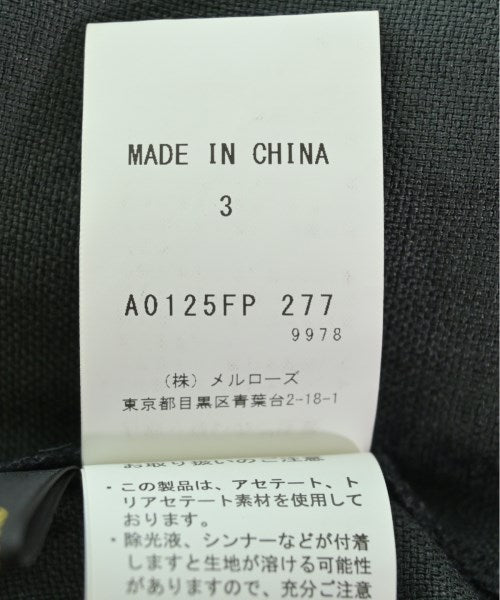 MADE IN CHINA
3
A0125FP 277
9978
(株) メルローズ
東京都目黒区青葉台2-18-1
お取り扱いのご注意
・この製品は、アセテート、ト
リアセテート素材を使用して
おります。
・除光液、シンナーなどが付着
しますと生地が溶ける可能性
がありますので、充分ご注意